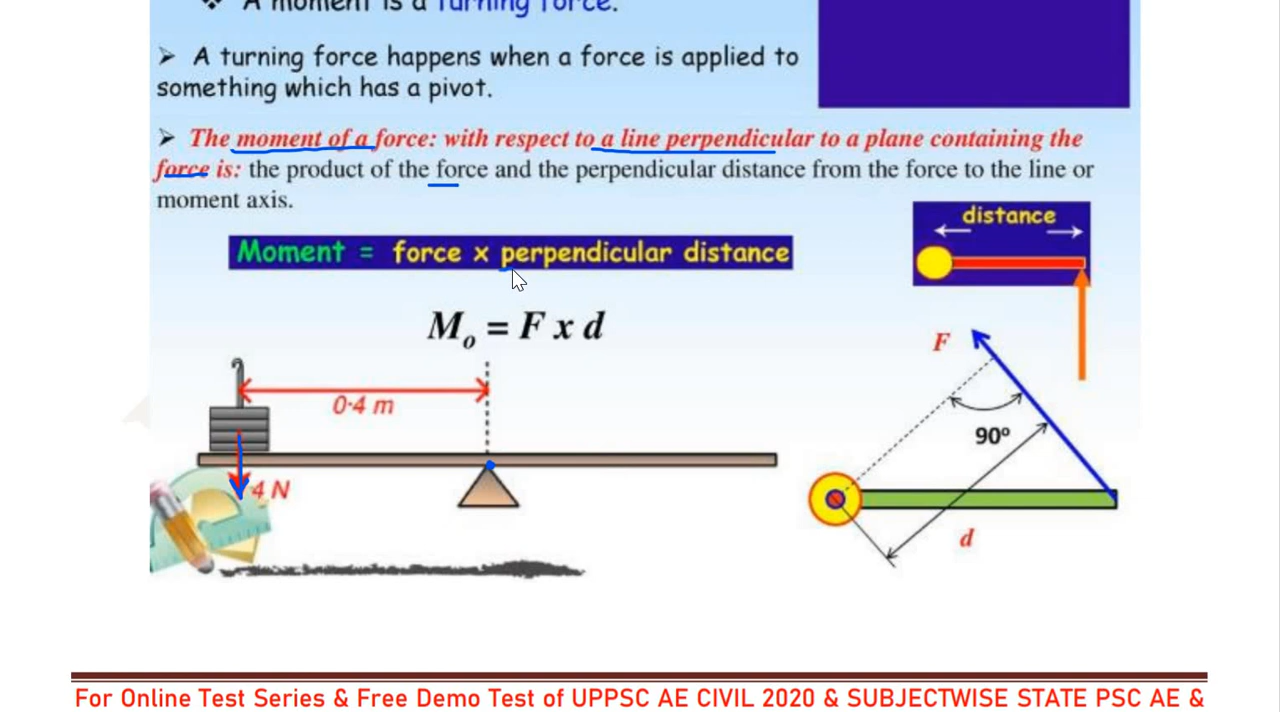 ❖ A moment is a turning force.
➢ A turning force happens when a force is applied to
something which has a pivot.
➢ The moment of a force: with respect to a line perpendicular to a plane containing the
force is: the product of the force and the perpendicular distance from the force to the line or
moment axis.
distance
Moment = force x perpendicular distance
Mo = F x d
F
0·4 m
90º
4 N
d
For Online Test Series & Free Demo Test of UPPSC AE CIVIL 2020 & SUBJECTWISE STATE PSC AE &